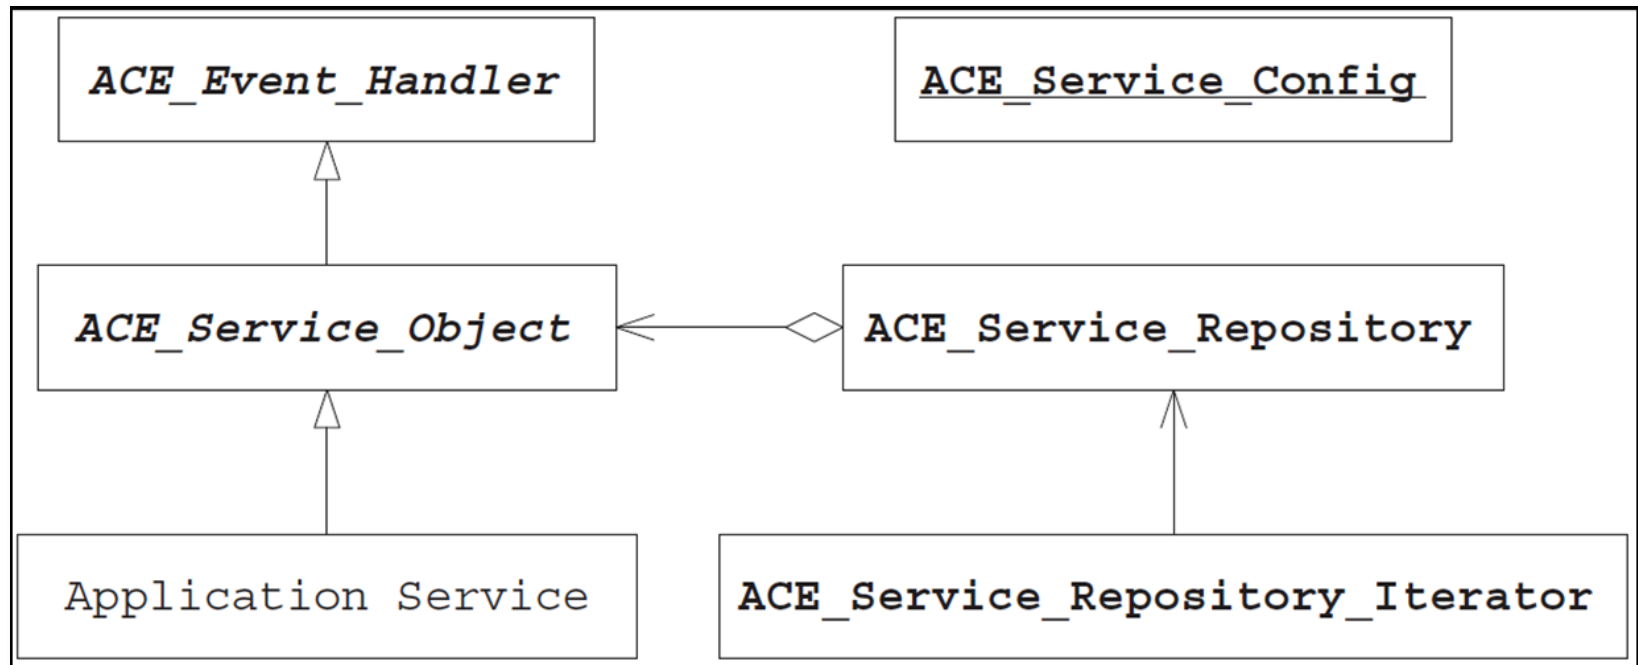 ACE_Event_Handler
ACE_Service_Config
ACE_Service_Object
ACE_Service_Repository
Application Service
ACE_Service_Repository_Iterator